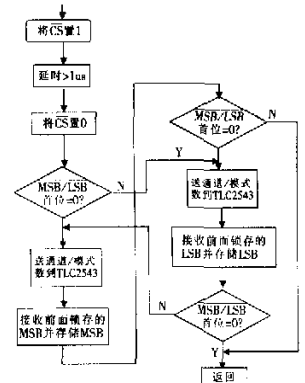 将CS置1
延时>1us
将CS置0
MSB/LSB
首位=0?
N
送通道/模式
数到TLC2543
接收前面锁存的
MSB并存储MSB
MSB/LSB
首位=0?
N
Y
送通道/模式
数到TLC2543
接收前面锁存的
LSB并存储LSB
MSB/LSB
首位=0?
N
Y
返回